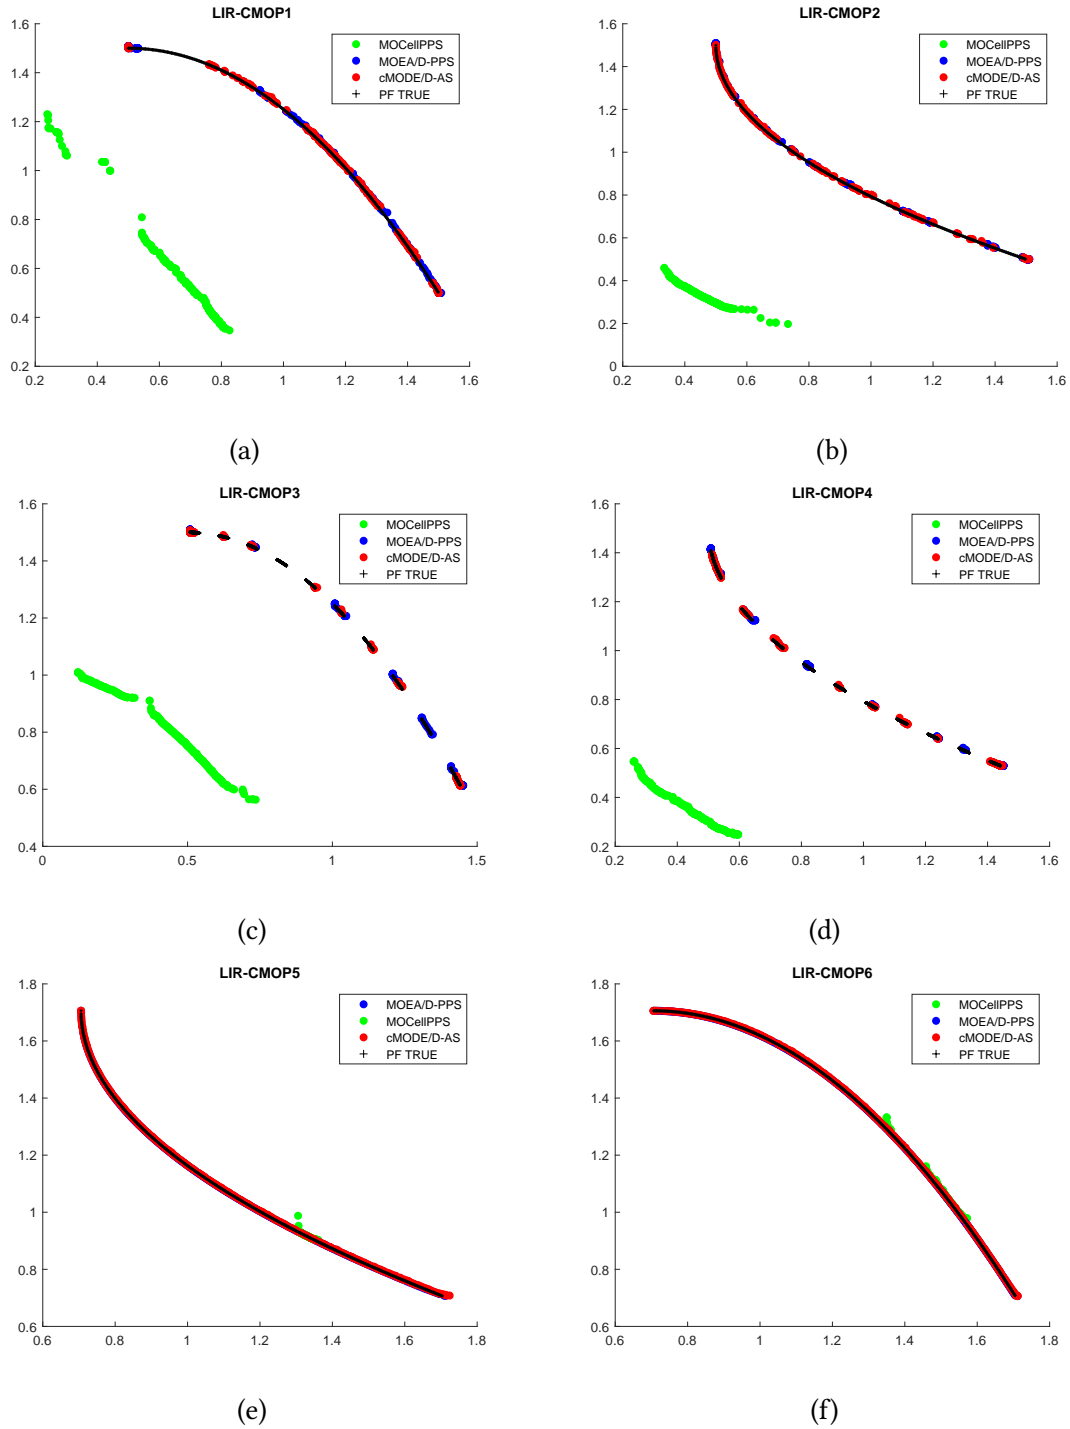 LIR-CMOP1
1.6
1.4
1.2
1
0.8
0.6
0.4
0.2
0.2 0.4 0.6 0.8 1 1.2 1.4 1.6
MOCellPPS
MOEA/D-PPS
cMODE/D-AS
PF TRUE
(a)
LIR-CMOP2
1.6
1.4
1.2
1
0.8
0.6
0.4
0.2
0
0.2 0.4 0.6 0.8 1 1.2 1.4 1.6
MOCellPPS
MOEA/D-PPS
cMODE/D-AS
PF TRUE
(b)
LIR-CMOP3
1.6
1.4
1.2
1
0.8
0.6
0.4
0 0.5 1 1.5
MOCellPPS
MOEA/D-PPS
cMODE/D-AS
PF TRUE
(c)
LIR-CMOP4
1.6
1.4
1.2
1
0.8
0.6
0.4
0.2
0.2 0.4 0.6 0.8 1 1.2 1.4 1.6
MOCellPPS
MOEA/D-PPS
cMODE/D-AS
PF TRUE
(d)
LIR-CMOP5
1.8
1.6
1.4
1.2
1
0.8
0.6
0.6 0.8 1 1.2 1.4 1.6 1.8
MOEA/D-PPS
MOCellPPS
cMODE/D-AS
PF TRUE
(e)
LIR-CMOP6
1.8
1.6
1.4
1.2
1
0.8
0.6
0.6 0.8 1 1.2 1.4 1.6 1.8
MOCellPPS
MOEA/D-PPS
cMODE/D-AS
PF TRUE
(f)